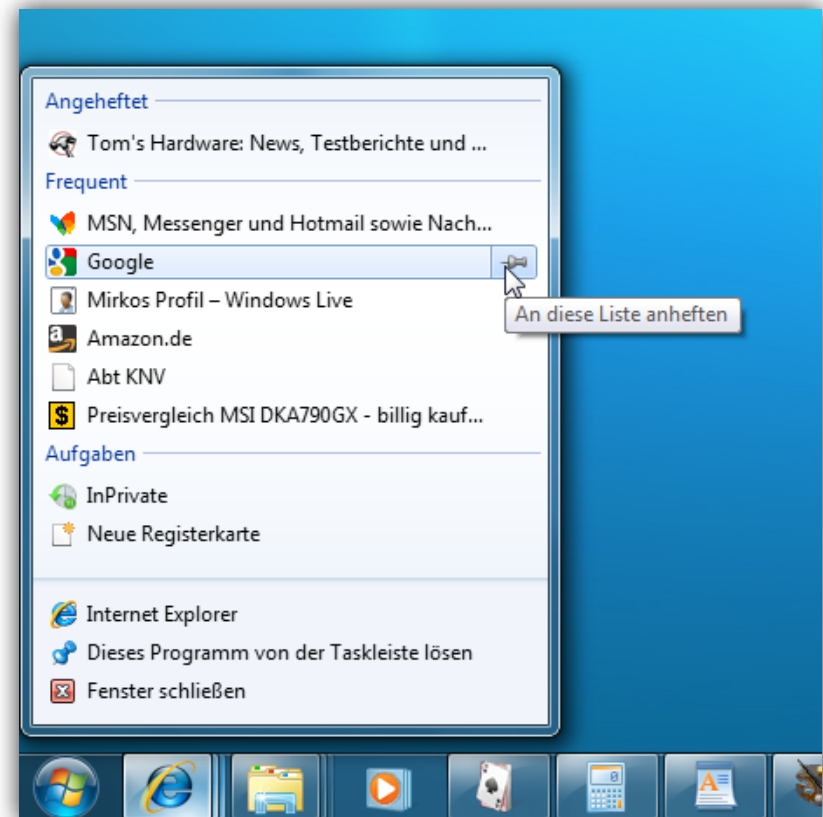 Angeheftet
Tom's Hardware: News, Testberichte und ...
Frequent
MSN, Messenger und Hotmail sowie Nach...
Google
Mirkos Profil – Windows Live
An diese Liste anheften
Amazon.de
Abt KNV
Preisvergleich MSI DKA790GX - billig kauf...
Aufgaben
InPrivate
Neue Registerkarte
Internet Explorer
Dieses Programm von der Taskleiste lösen
Fenster schließen